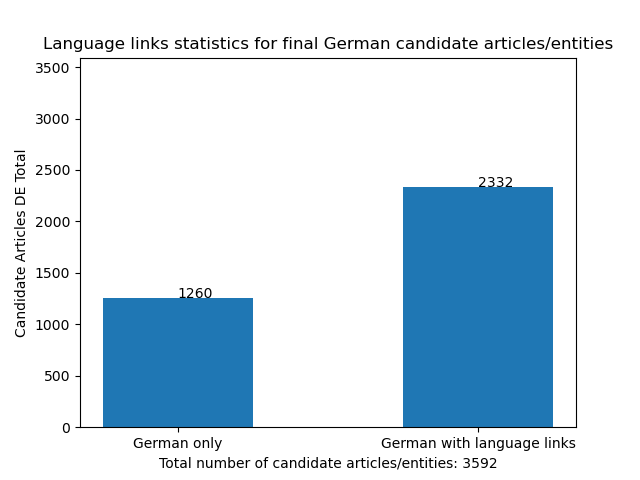 Language links statistics for final German candidate articles/entities
Candidate Articles DE Total
3500
3000
2500
2000
1500
1000
500
0
1260
2332
German only
German with language links
Total number of candidate articles/entities: 3592